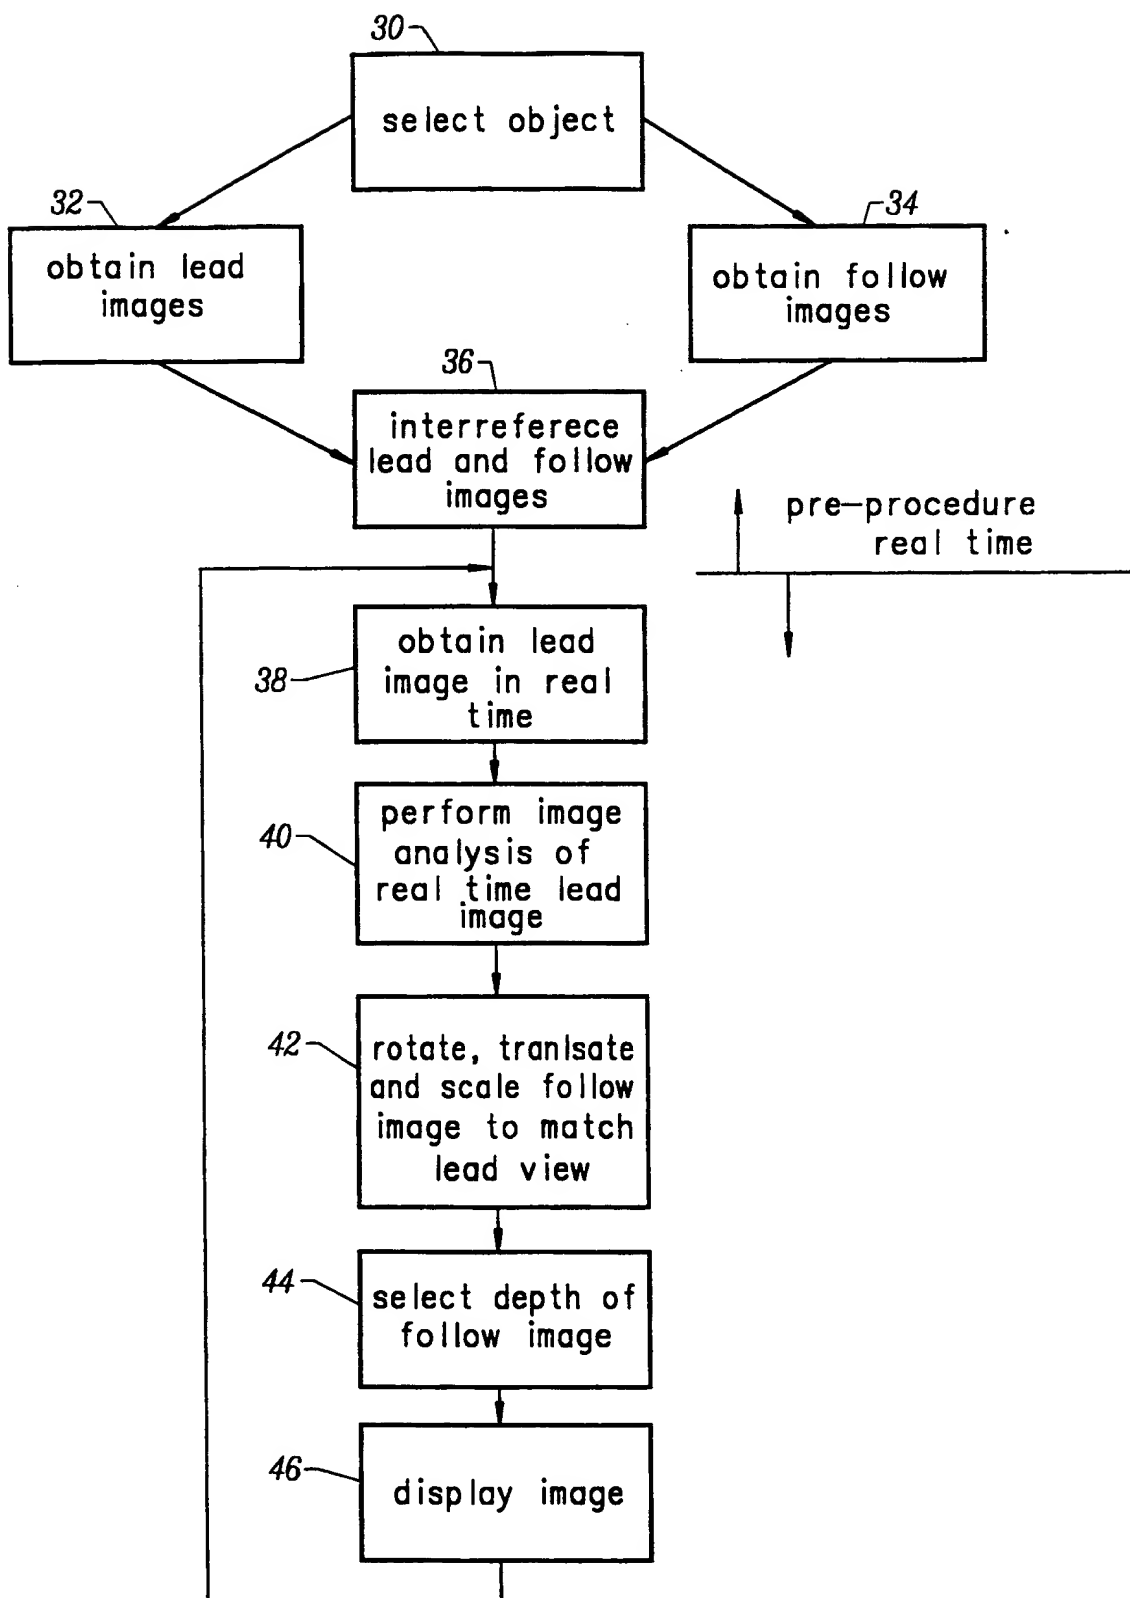 30
select object
32
obtain lead
images
34
obtain follow
images
36
interreferece
lead and follow
images
pre-procedure
real time
38
obtain lead
image in real
time
40
perform image
analysis of
real time lead
image
42
rotate, tranlsate
and scale follow
image to match
lead view
44
select depth of
follow image
46
display image